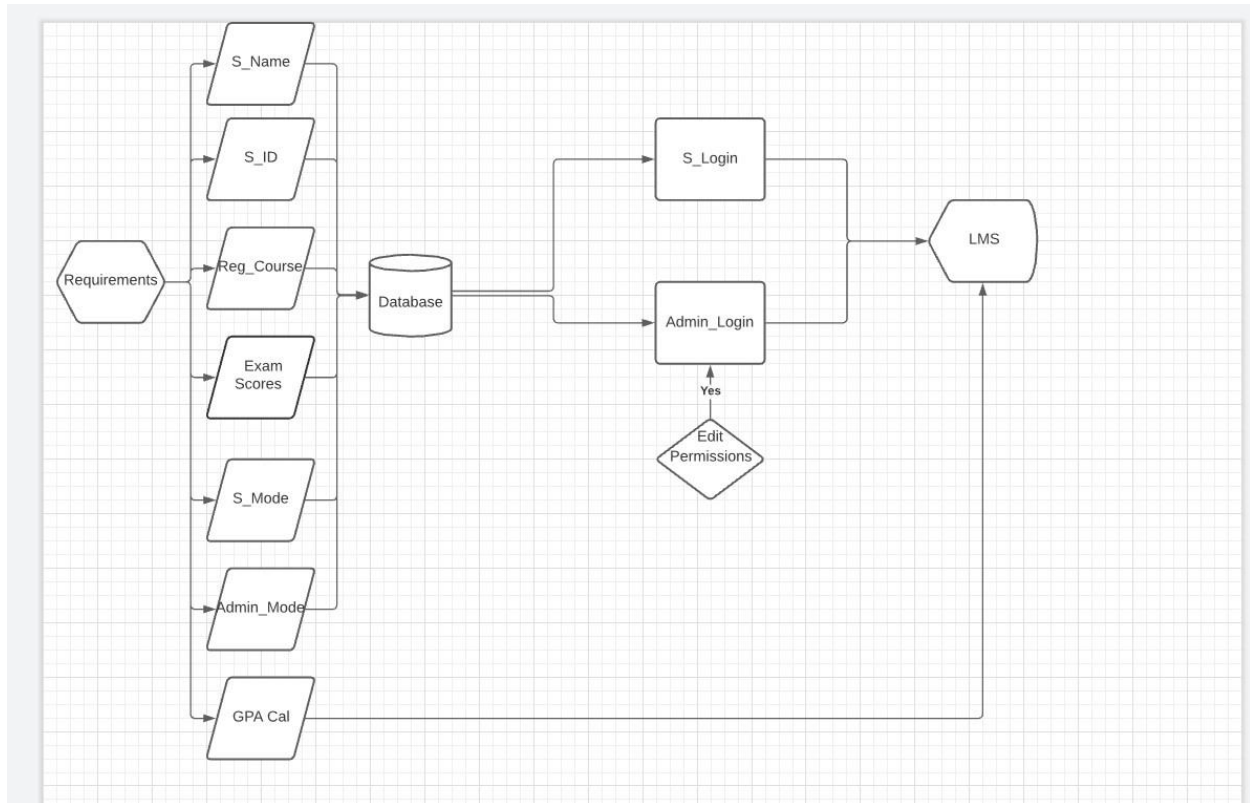 S_Name
S_ID
Requirements
Reg_Course
Exam
Scores
S_Mode
Admin_Mode
GPA Cal
Database
S_Login
Admin_Login
Yes
Edit
Permissions
LMS